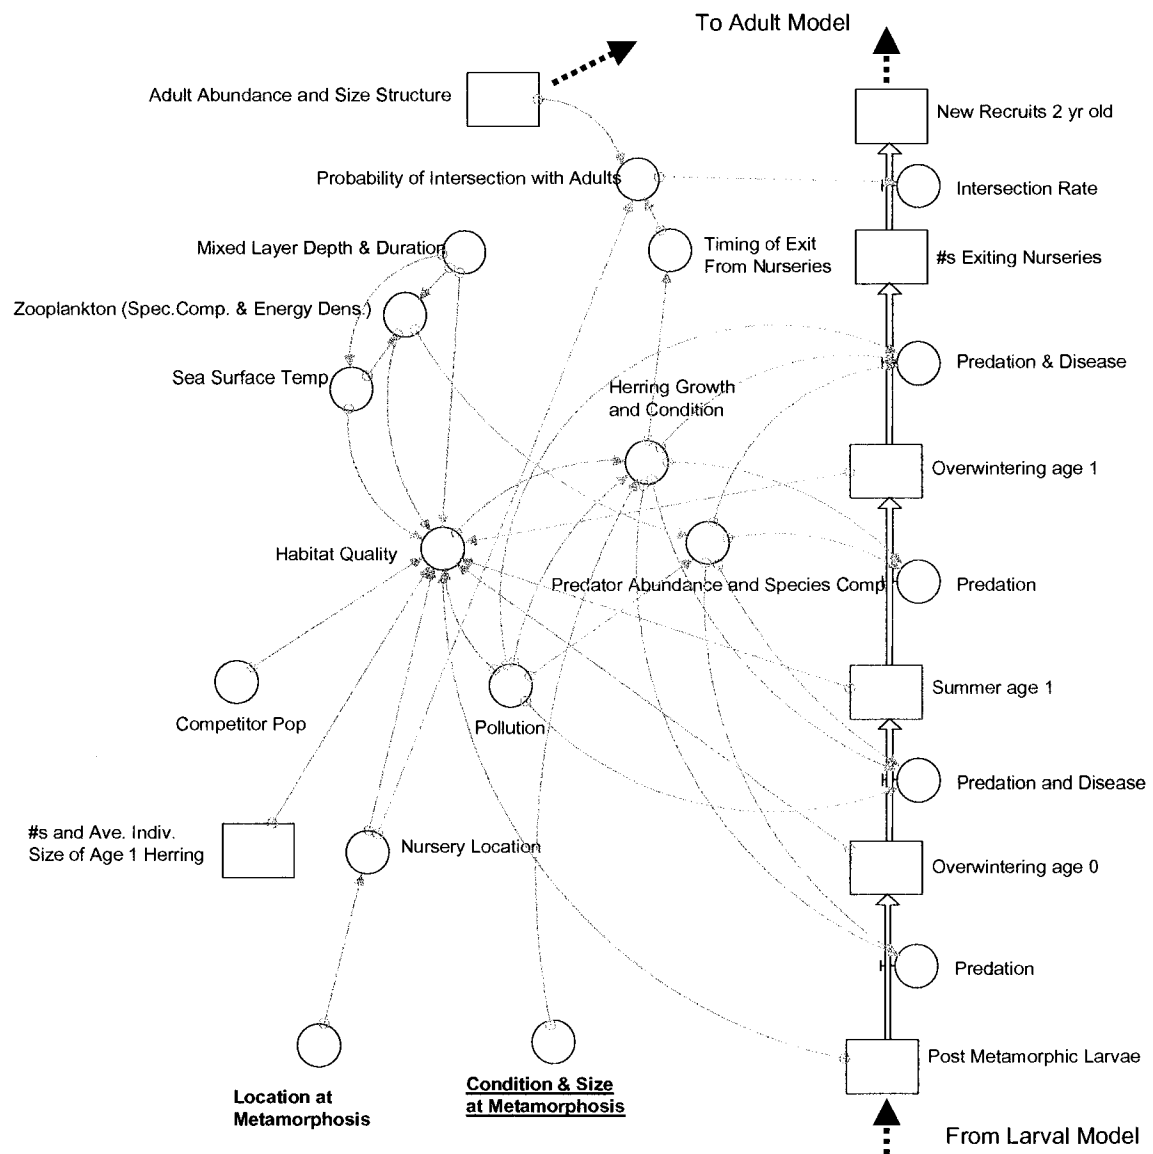 To Adult Model
Adult Abundance and Size Structure
New Recruits 2 yr old
Probability of Intersection with Adults
Intersection Rate
Mixed Layer Depth & Duration
Timing of Exit
From Nurseries
#s Exiting Nurseries
Zooplankton (Spec.Comp. & Energy Dens.)
Sea Surface Temp
Predation & Disease
Herring Growth
and Condition
Overwintering age 1
Habitat Quality
Predator Abundance and Species Comp
Predation
Summer age 1
Competitor Pop
Pollution
Predation and Disease
#s and Ave. Indiv.
Size of Age 1 Herring
Nursery Location
Overwintering age 0
Predation
Post Metamorphic Larvae
Location at
Metamorphosis
Condition & Size
at Metamorphosis
From Larval Model